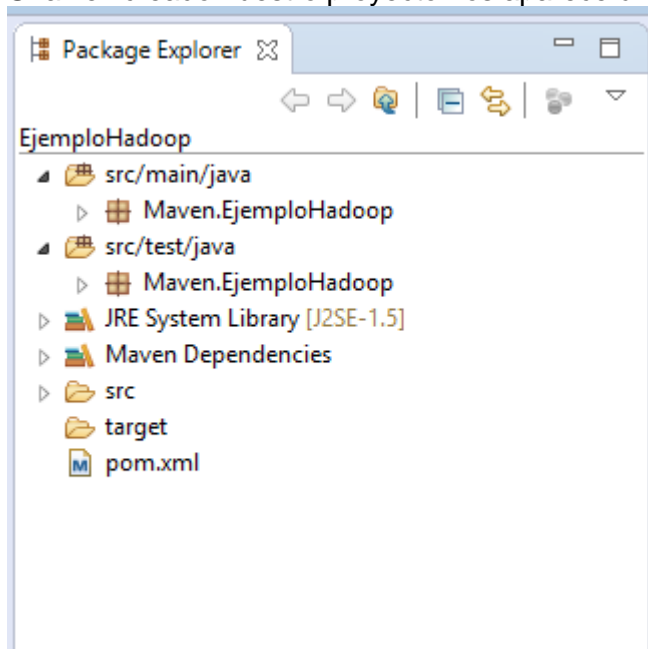 Package Explorer
EjemploHadoop
src/main/java
Maven.EjemploHadoop
src/test/java
Maven.EjemploHadoop
JRE System Library [J2SE-1.5]
Maven Dependencies
src
target
M pom.xml